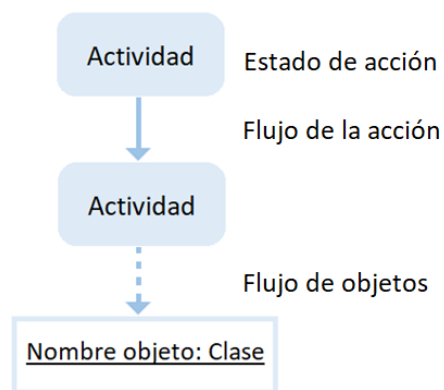 Actividad
Estado de acción
Flujo de la acción
Actividad
Flujo de objetos
Nombre objeto: Clase